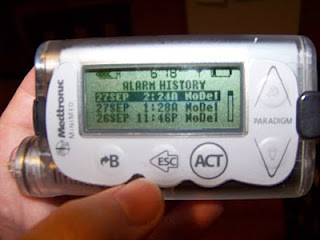 6:18
ALARM HISTORY
27SEP 2:24A NoDel
27SEP 1:28A NoDel
26SEP 11:46P NoDel
Medtronic
MINIMED
PARADIGM
B
ESC
ACT